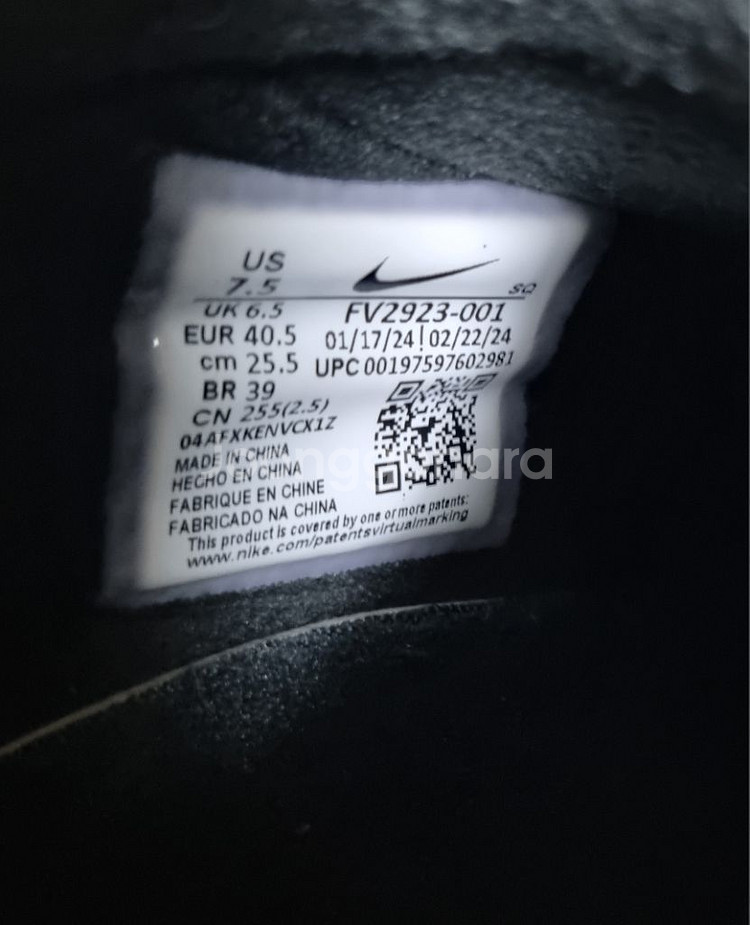 US
7.5
SQ
UK 6.5
FV2923-001
EUR 40.5
01/17/24 | 02/22/24
cm 25.5
UPC 00197597602981
BR 39
CN 255(2.5)
04AFXKENVCX1Z
MADE IN CHINA
HECHO EN CHINA
FABRIQUE EN CHINE
FABRICADO NA CHINA
This product is covered by one or more patents:
www.nike.com/patentsvirtualmarking